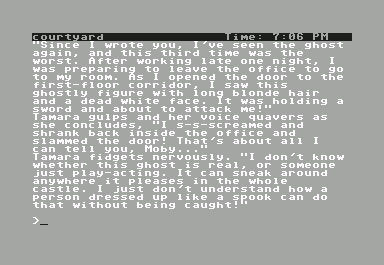 courtyard Time: 7:06 PM
"Since I wrote you, I've seen the ghost
again, and this third time was the
worst. After working late one night, I
was preparing to leave the office to go
to my room. As I opened the door to the
first-floor corridor, I saw this
ghostly figure with long blonde hair
and a dead white face. It was holding a
sword and about to attack me!"
Tamara gulps and her voice quavers as
she concludes, "I s-s-screamed and
shrank back inside the office and
slammed the door! That's about all I
can tell you, Moby..."
Tamara fidgets nervously. "I don't know
whether this ghost is real, or someone
just play-acting. It can sneak around
anywhere it pleases in the whole
castle. I just don't understand how a
person dressed up like a spook can do
that without being caught!"
>_